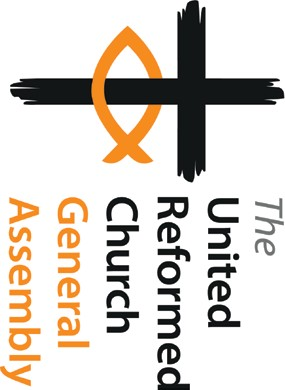 The
United
Reformed
Church
General
Assembly